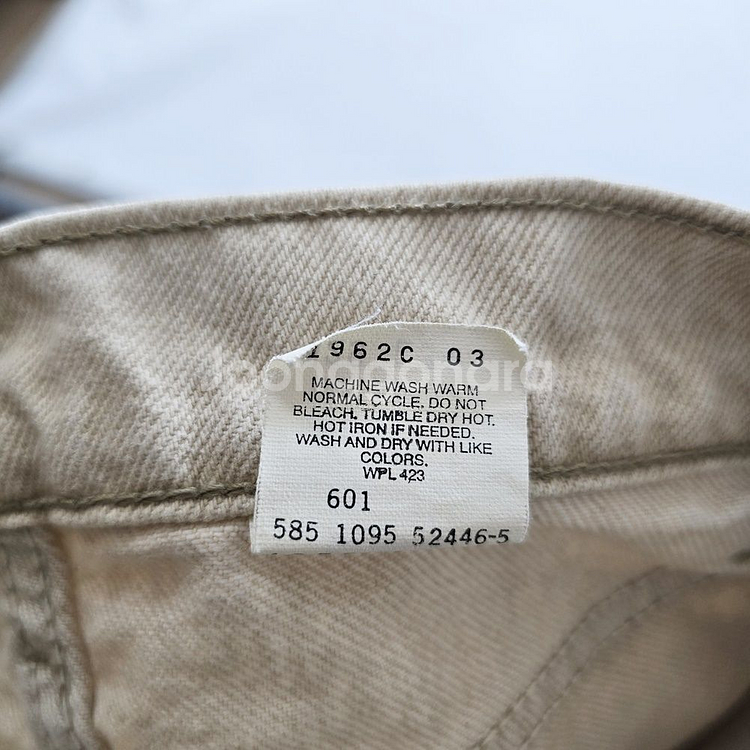 1962C 03
MACHINE WASH WARM
NORMAL CYCLE. DO NOT
BLEACH. TUMBLE DRY HOT.
HOT IRON IF NEEDED.
WASH AND DRY WITH LIKE
COLORS.
WPL 423
601
585 1095 52446-5